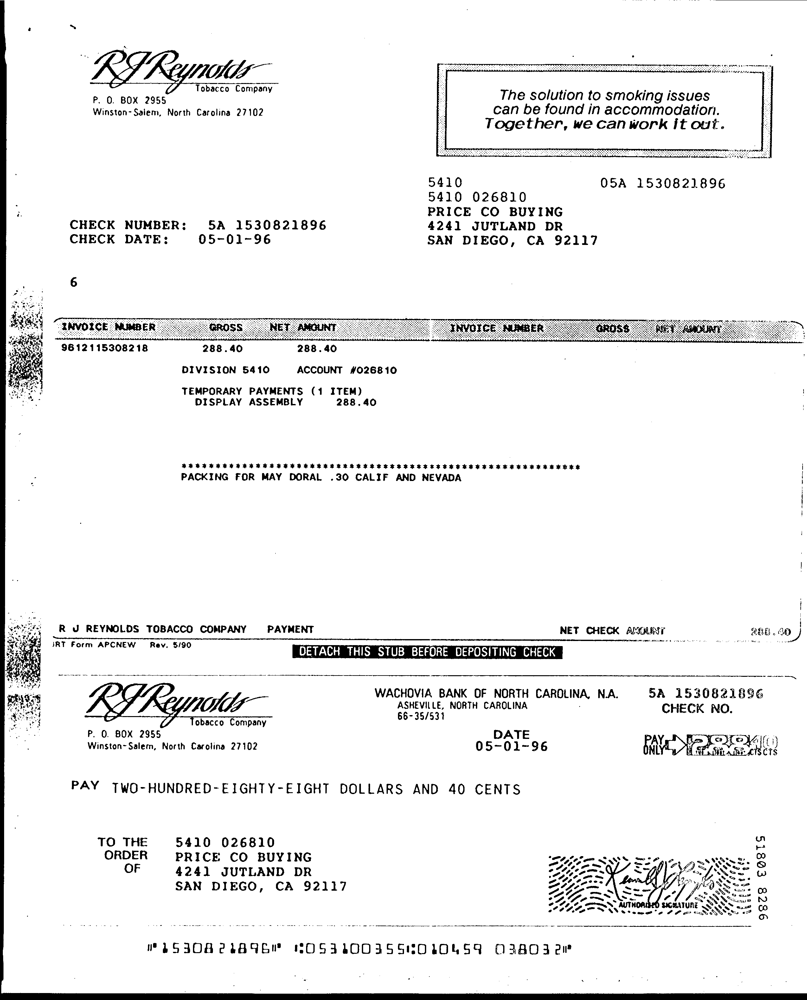 RJReynolds
Tobacco Company
P. O. BOX 2955
Winston-Salem, North Carolina 27102
The solution to smoking issues
can be found in accommodation.
Together, we can work it out.
5410 05A 1530821896
5410 026810
PRICE CO BUYING
4241 JUTLAND DR
SAN DIEGO, CA 92117
CHECK NUMBER: 5A 1530821896
CHECK DATE: 05-01-96
6
INVOICE NUMBER GROSS NET AMOUNT INVOICE NUMBER GROSS NET AMOUNT
9612115308218 288.40 288.40
DIVISION 5410 ACCOUNT #026810
TEMPORARY PAYMENTS (1 ITEM)
DISPLAY ASSEMBLY 288.40
************************************************************
PACKING FOR MAY DORAL .30 CALIF AND NEVADA
R J REYNOLDS TOBACCO COMPANY PAYMENT NET CHECK AMOUNT 288.40
RT Form APCNEW Rev. 5/90
DETACH THIS STUB BEFORE DEPOSITING CHECK
RJReynolds
Tobacco Company
P. O. BOX 2955
Winston-Salem, North Carolina 27102
WACHOVIA BANK OF NORTH CAROLINA, N.A.
ASHEVILLE, NORTH CAROLINA
66-35/531
5A 1530821896
CHECK NO.
DATE
05-01-96
PAY ONLY
PAY TWO-HUNDRED-EIGHTY-EIGHT DOLLARS AND 40 CENTS
TO THE
ORDER
OF
5410 026810
PRICE CO BUYING
4241 JUTLAND DR
SAN DIEGO, CA 92117
AUTHORIZED SIGNATURE
51803 8286
⑈1530821896⑈ ⑆053100355⑆010459 038032⑈